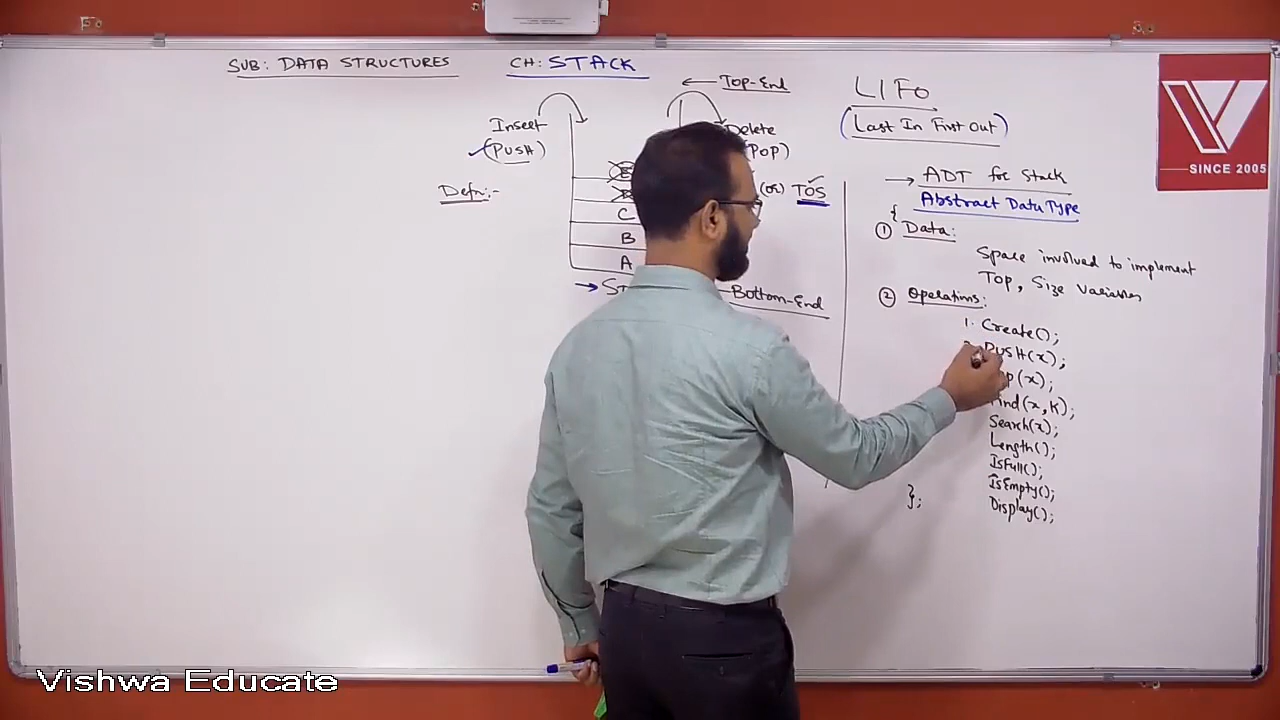 SUB: DATA STRUCTURES CH: STACK
Top-End
Insert
(PUSH)
Delete
POP)
(or) TOS
Defn:-
E
D
C
B
A
Bottom-End
LIFO
(Last In First Out)
→ ADT for Stack
Abstract Data Type
{
① Data:
Space involved to implement
Top, Size Variables
② Operations:
1. Create();
PUSH(x);
p(x);
Find(x,K);
Search(x);
Length();
IsFull();
IsEmpty();
Display();
};
V
SINCE 2005
Vishwa Educate